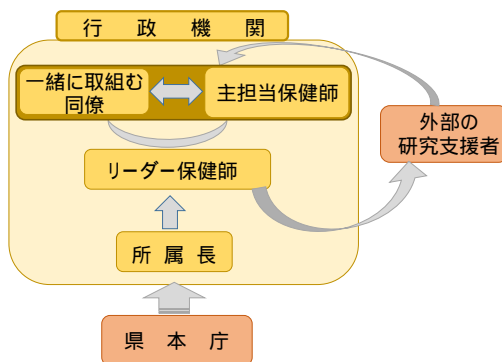 行 政 機 関
一緒に取組む
同僚
主担当保健師
外部の
研究支援者
リーダー保健師
所 属 長
県 本 庁